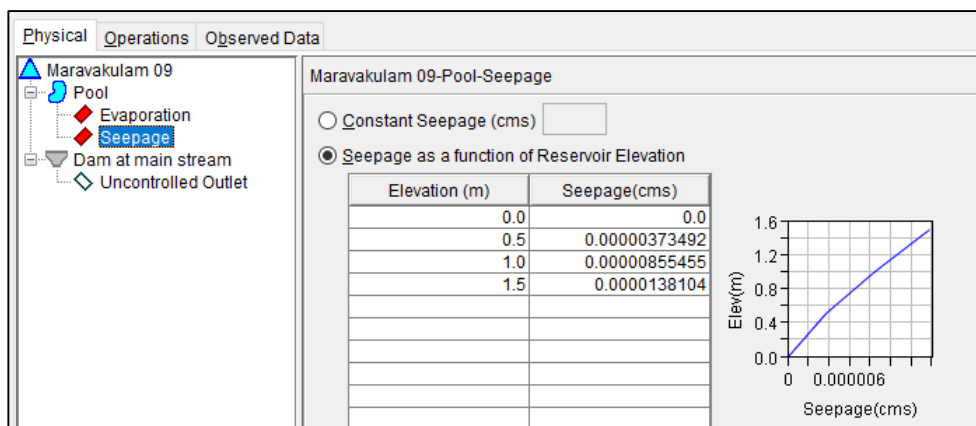 Physical Operations Observed Data
Maravakulam 09
Pool
Evaporation
Seepage
Dam at main stream
Uncontrolled Outlet
Maravakulam 09-Pool-Seepage
Constant Seepage (cms)
Seepage as a function of Reservoir Elevation
Elevation (m) Seepage(cms)
0.0 0.0
0.5 0.00000373492
1.0 0.00000855455
1.5 0.0000138104
1.6
1.2
0.8
0.4
0.0
Elev(m)
0 0.000006
Seepage(cms)